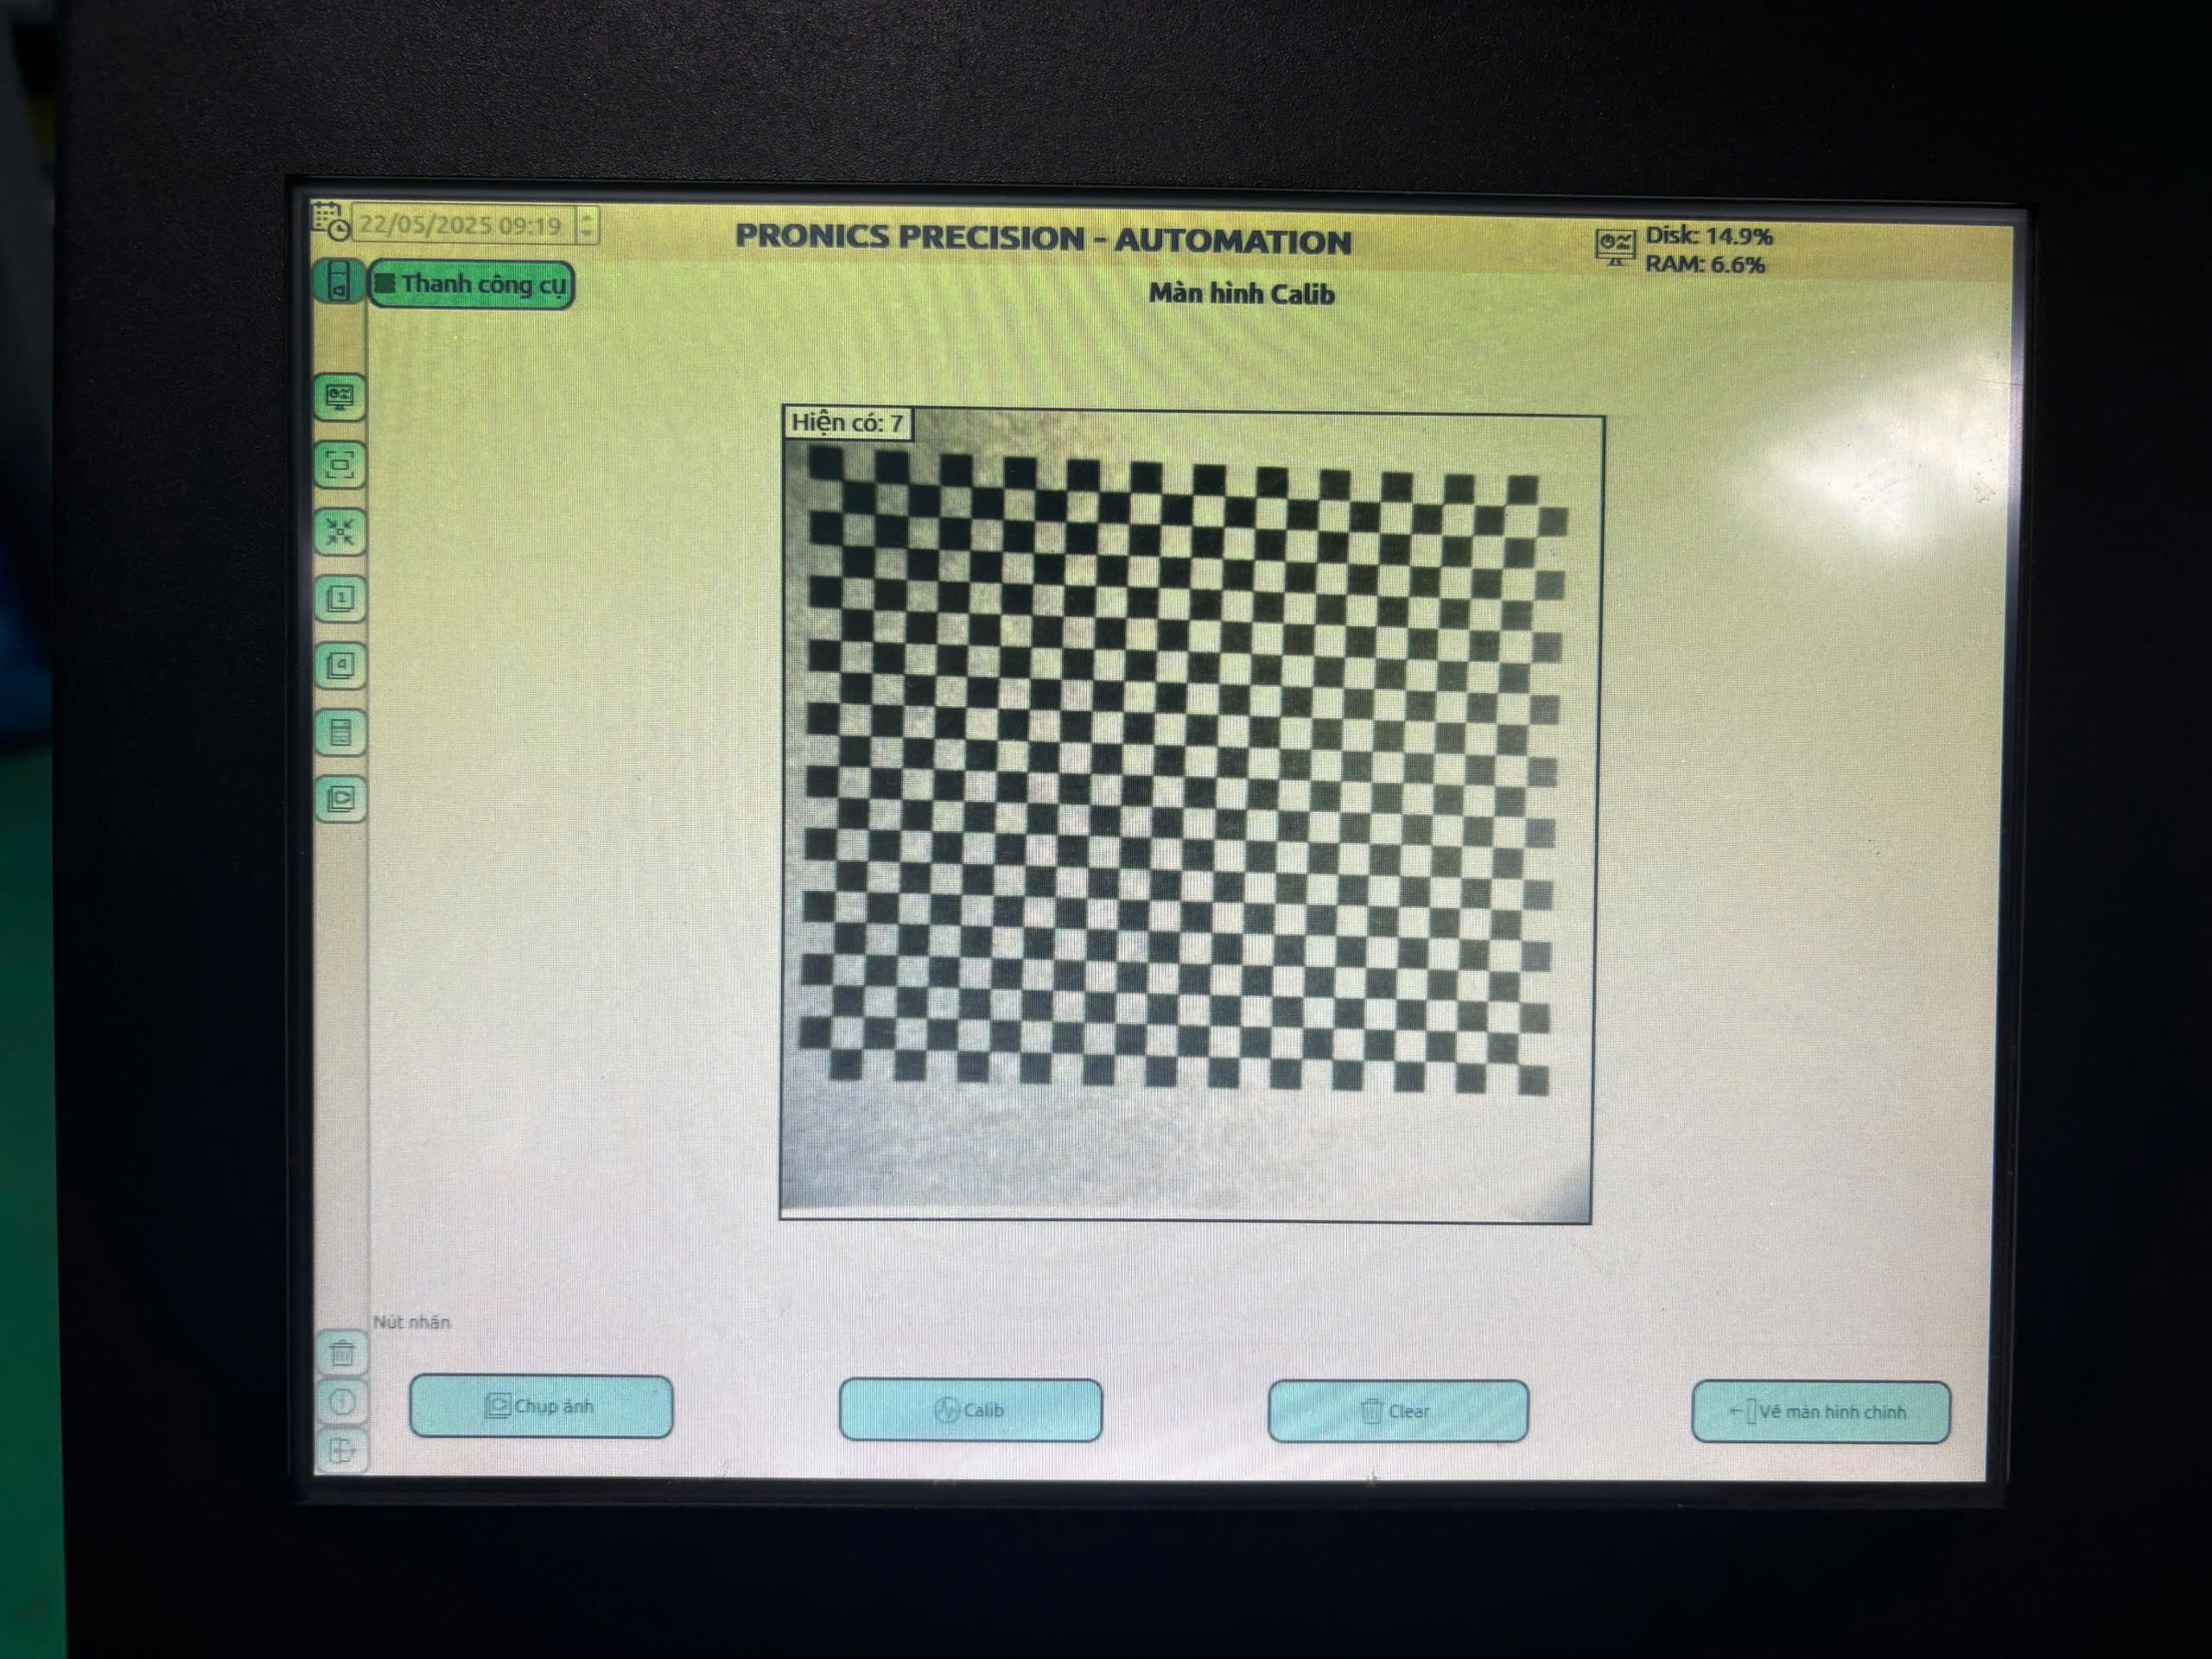 22/05/2025 09:19
PRONICS PRECISION - AUTOMATION
Disk: 14.9%
RAM: 6.6%
Thanh công cụ
Màn hình Calib
Hiện có: 7
1
Nút nhấn
Chụp ảnh
Calib
Clear
Về màn hình chính